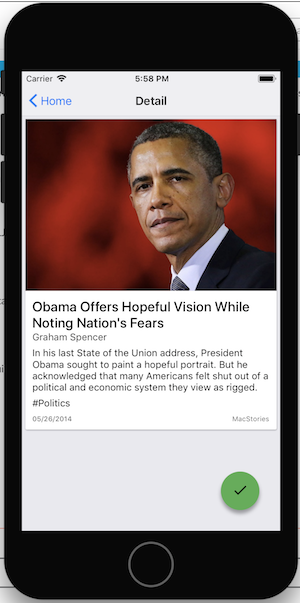 Carrier 5:58 PM
Home Detail
Obama Offers Hopeful Vision While
Noting Nation's Fears
Graham Spencer
In his last State of the Union address, President
Obama sought to paint a hopeful portrait. But he
acknowledged that many Americans felt shut out of a
political and economic system they view as rigged.
#Politics
05/26/2014 MacStories